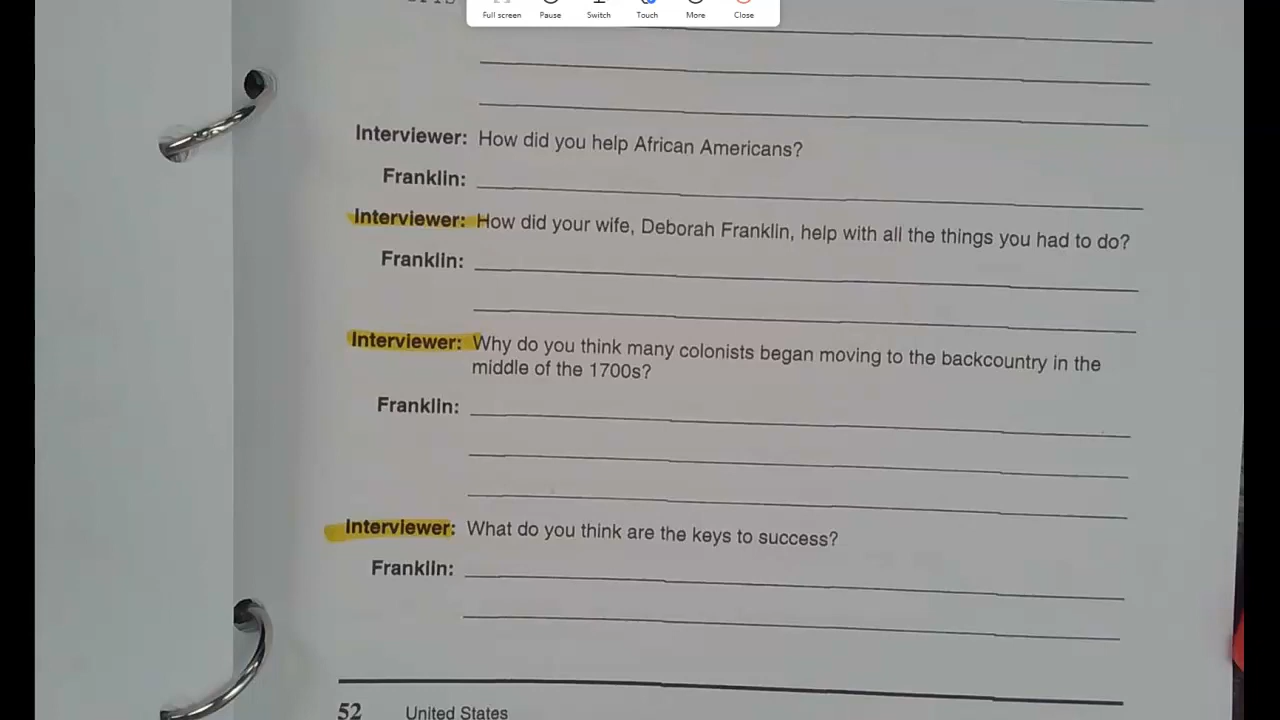 Full screen Pause Switch Touch More Close
Interviewer: How did you help African Americans?
Franklin:
Interviewer: How did your wife, Deborah Franklin, help with all the things you had to do?
Franklin:
Interviewer: Why do you think many colonists began moving to the backcountry in the
middle of the 1700s?
Franklin:
Interviewer: What do you think are the keys to success?
Franklin:
52 United States